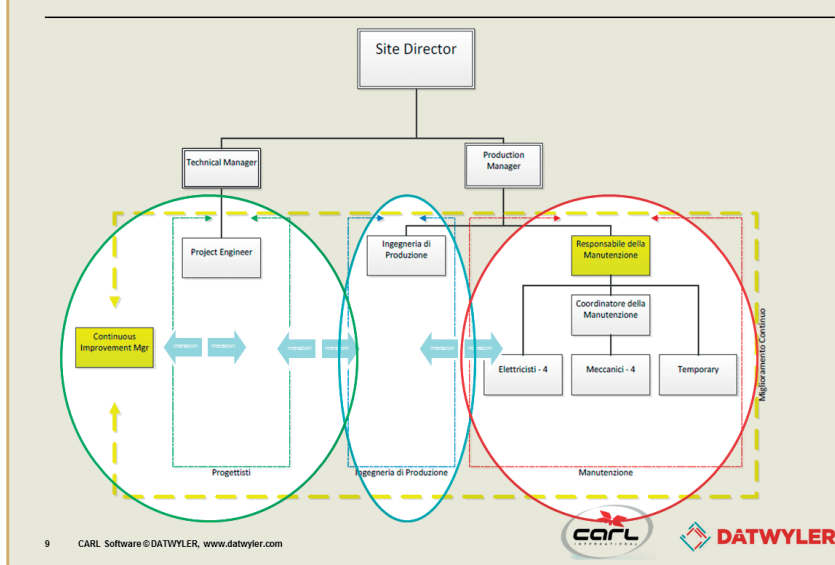 Site Director
Technical Manager
Production
Manager
Project Engineer
Ingegneria di
Produzione
Responsabile della
Manutenzione
Coordinatore della
Manutenzione
Continuous
Improvement Mgr
Elettricisti - 4
Meccanici - 4
Temporary
Miglioramento Continuo
Progettisti
Ingegneria di Produzione
Manutenzione
9 CARL Software©DATWYLER, www.datwyler.com
carl
INTERNATIONAL
DATWYLER